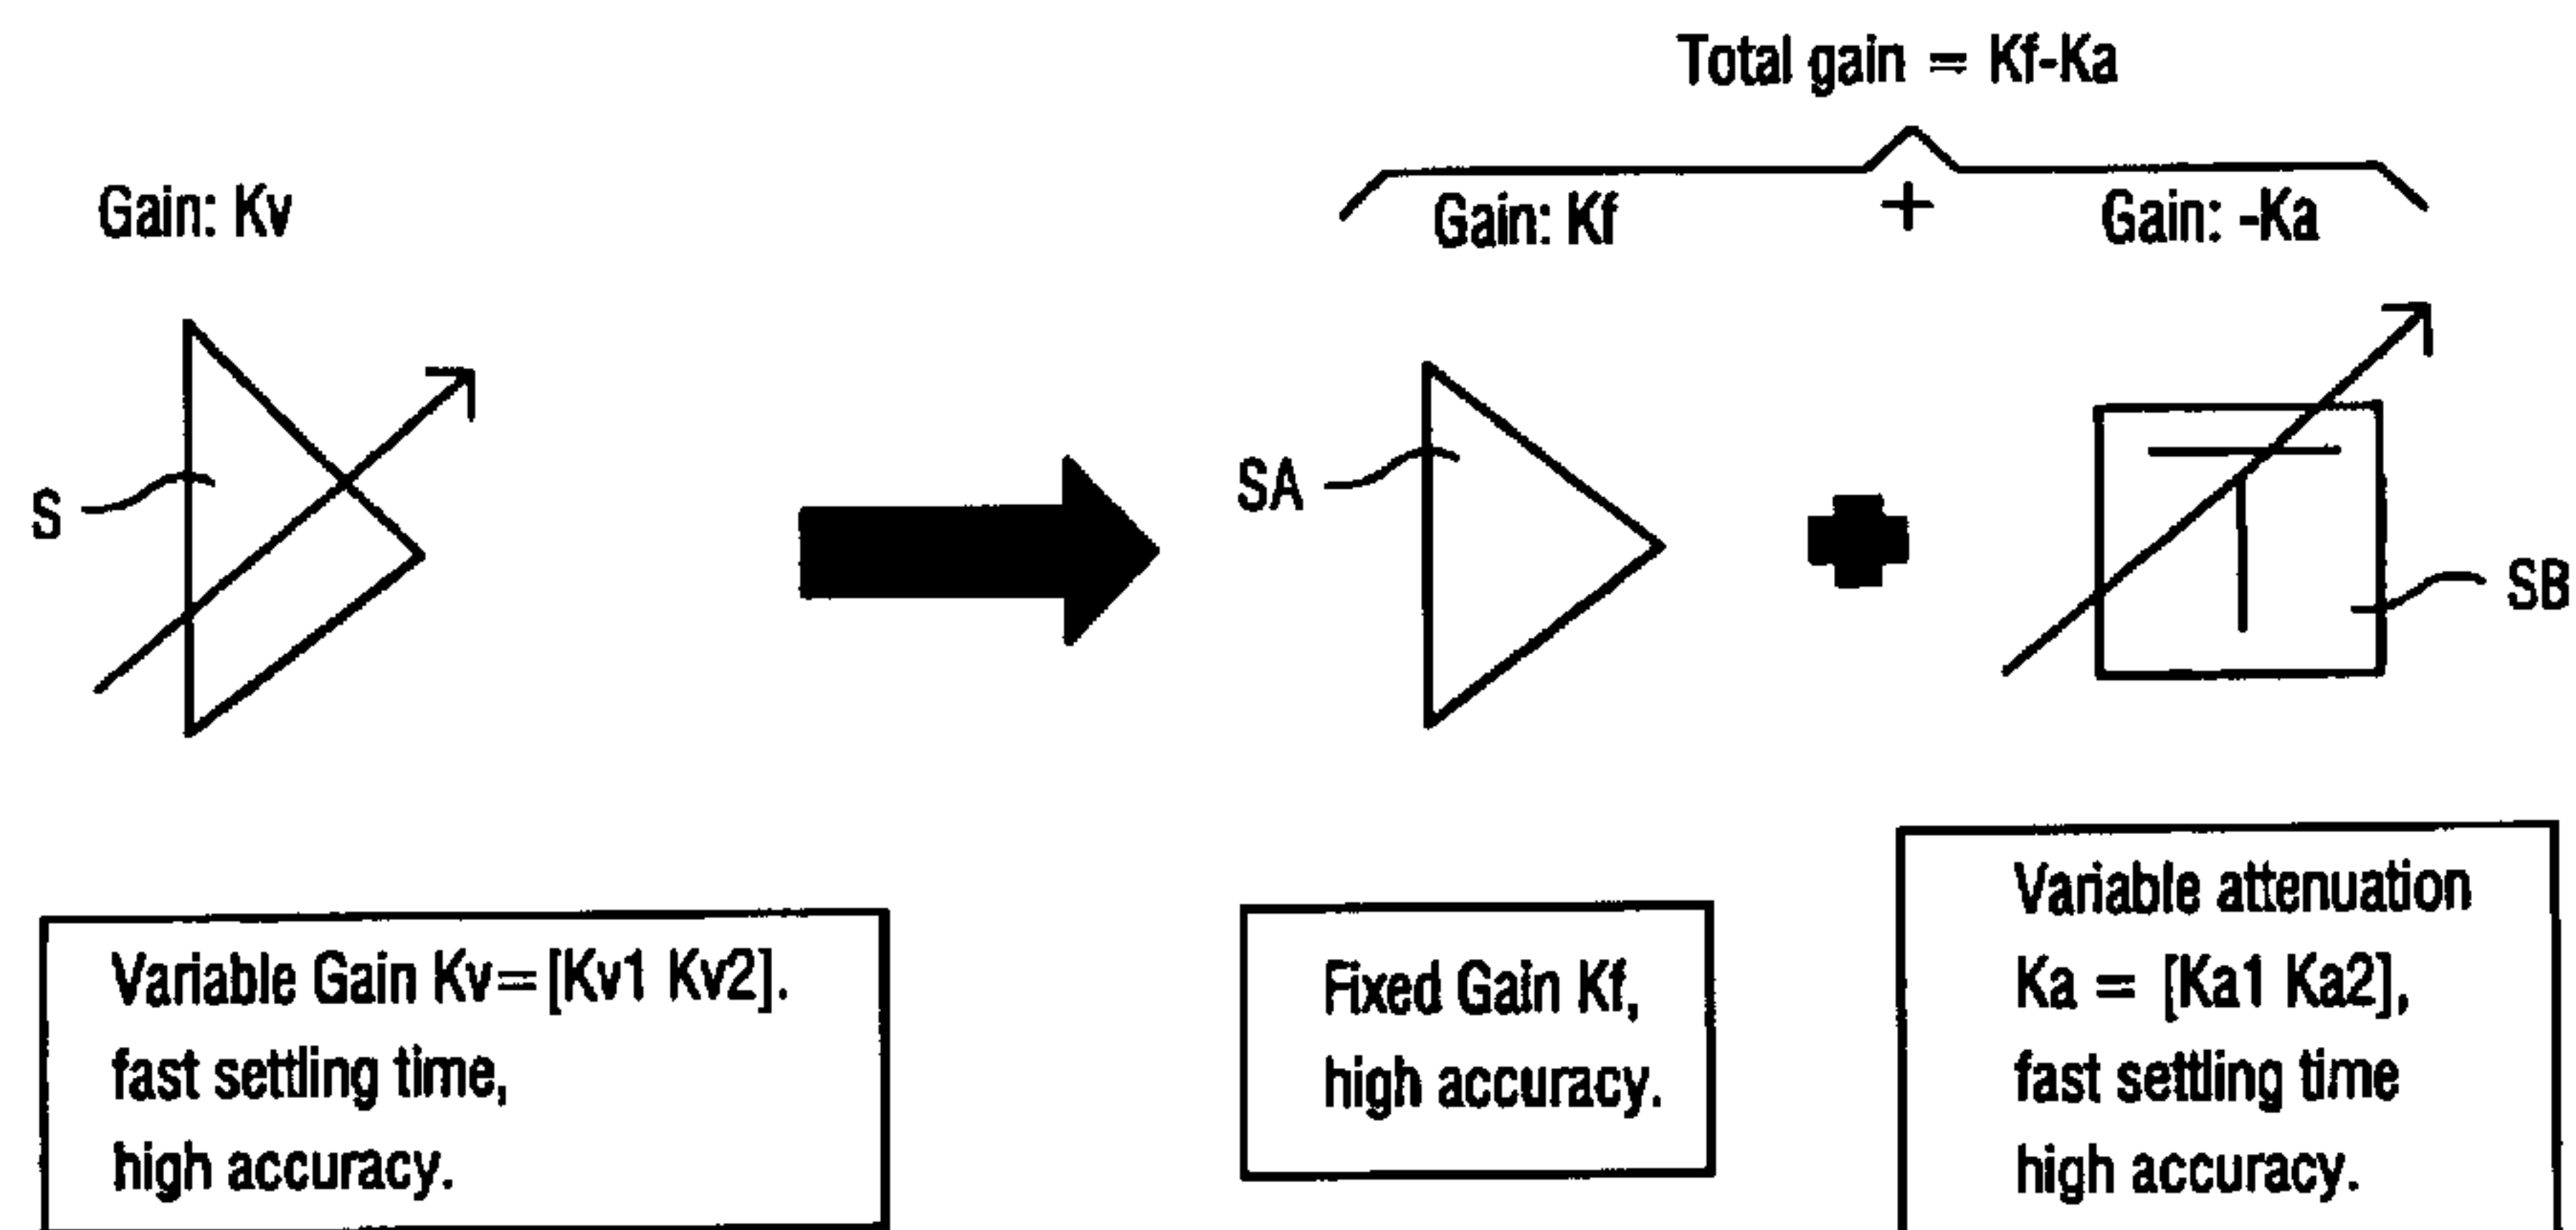 Total gain = Kf-Ka
Gain: Kv
Gain: Kf
+
Gain: -Ka
S
SA
SB
Variable Gain Kv=[Kv1 Kv2].
fast settling time,
high accuracy.
Fixed Gain Kf,
high accuracy.
Variable attenuation
Ka = [Ka1 Ka2],
fast settling time
high accuracy.